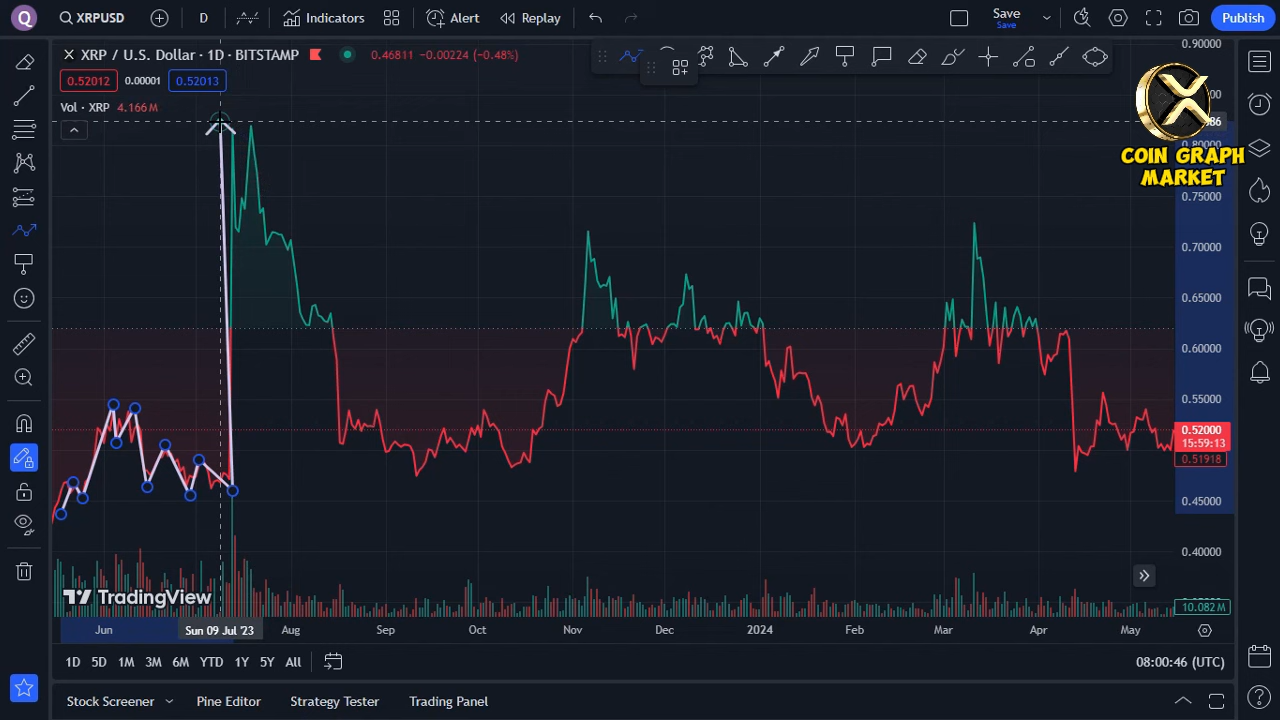 Q
XRPUSD
D
Indicators
Alert
Replay
Save
Save
Publish
XRP / U.S. Dollar · 1D · BITSTAMP
0.46811 −0.00224 (−0.48%)
0.52012
0.00001
0.52013
Vol · XRP 4.166 M
COIN GRAPH
MARKET
0.90000
86
0.80000
0.75000
0.70000
0.65000
0.60000
0.55000
0.52000
15:59:13
0.51918
0.45000
0.40000
10.082 M
TradingView
Jun
Sun 09 Jul '23
Aug
Sep
Oct
Nov
Dec
2024
Feb
Mar
Apr
May
1D
5D
1M
3M
6M
YTD
1Y
5Y
All
08:00:46 (UTC)
Stock Screener
Pine Editor
Strategy Tester
Trading Panel